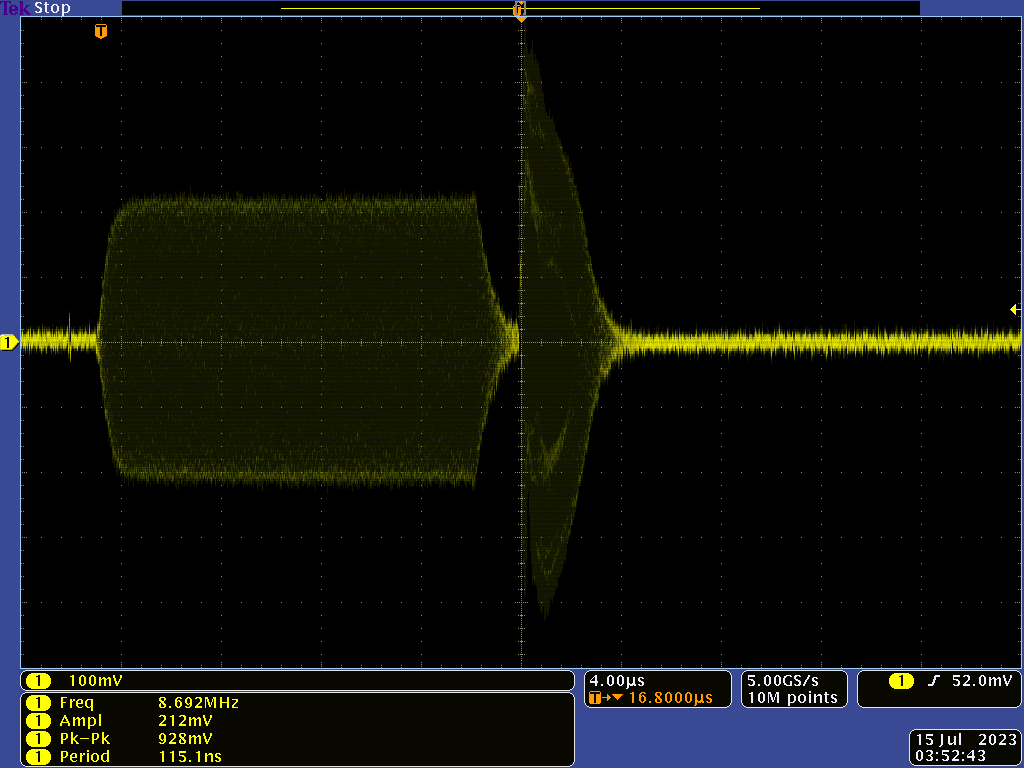 Tek Stop
T
T
1
1 100mV
4.00µs
T→▼ 16.8000µs
5.00GS/s
10M points
1 ƒ 52.0mV
1 Freq 8.692MHz
1 Ampl 212mV
1 Pk-Pk 928mV
1 Period 115.1ns
15 Jul 2023
03:52:43